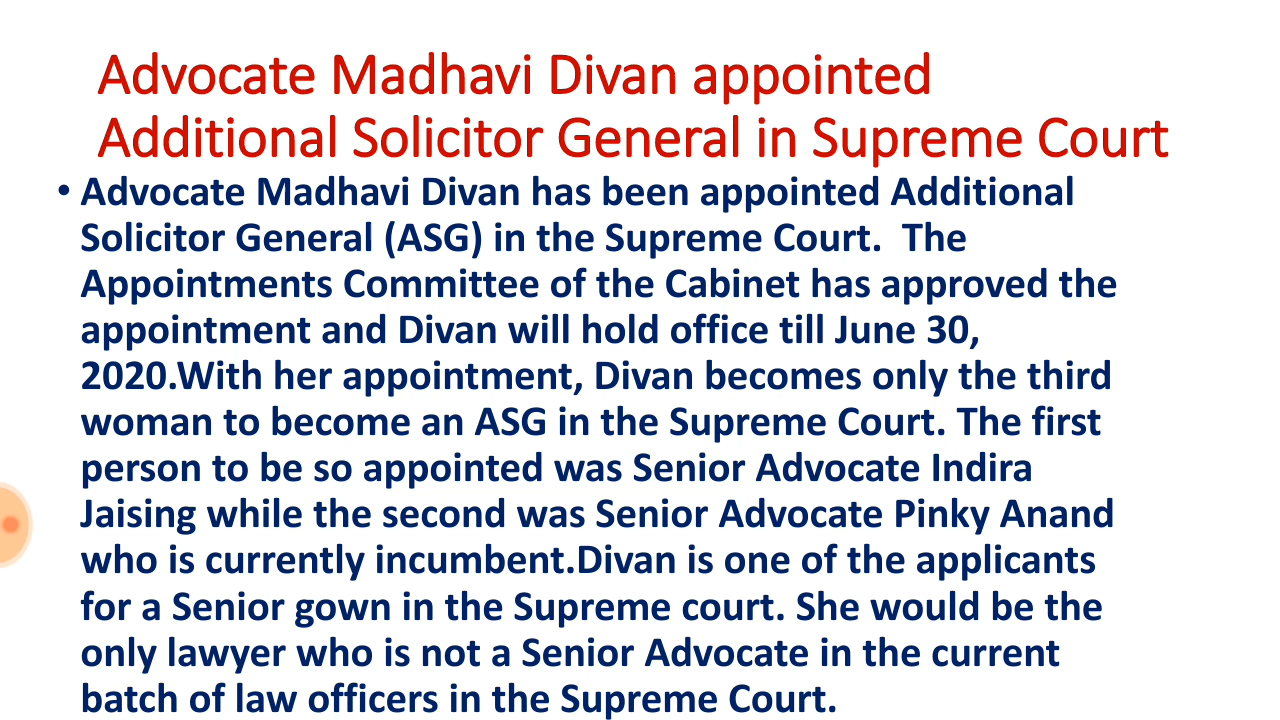 Advocate Madhavi Divan appointed
Additional Solicitor General in Supreme Court
• Advocate Madhavi Divan has been appointed Additional
Solicitor General (ASG) in the Supreme Court.  The
Appointments Committee of the Cabinet has approved the
appointment and Divan will hold office till June 30,
2020.With her appointment, Divan becomes only the third
woman to become an ASG in the Supreme Court. The first
person to be so appointed was Senior Advocate Indira
Jaising while the second was Senior Advocate Pinky Anand
who is currently incumbent.Divan is one of the applicants
for a Senior gown in the Supreme court. She would be the
only lawyer who is not a Senior Advocate in the current
batch of law officers in the Supreme Court.